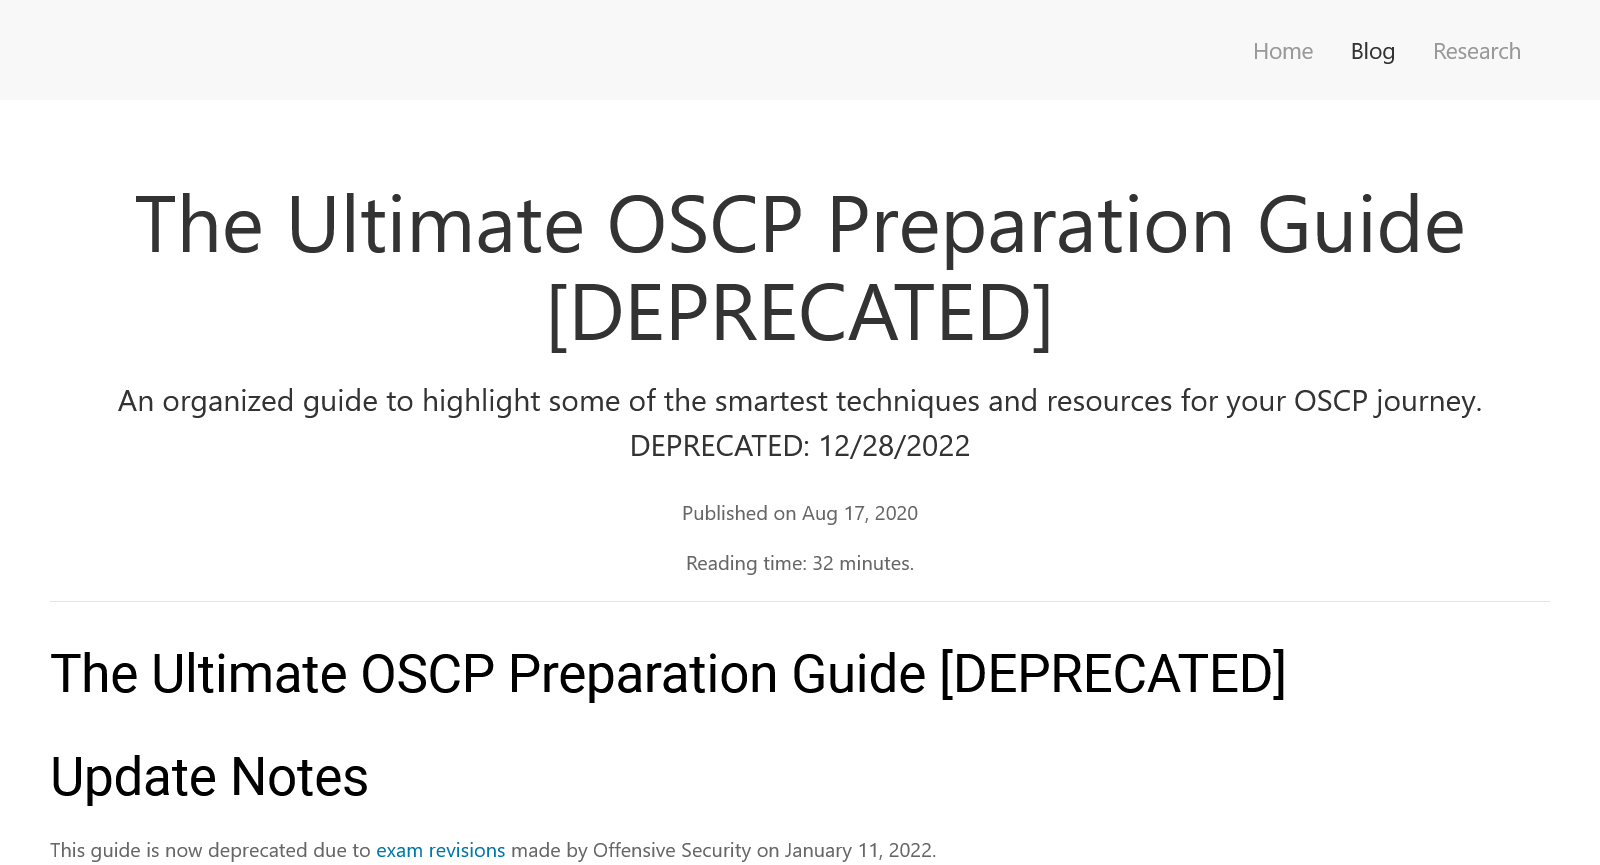 Home Blog Research
The Ultimate OSCP Preparation Guide
[DEPRECATED]
An organized guide to highlight some of the smartest techniques and resources for your OSCP journey.
DEPRECATED: 12/28/2022
Published on Aug 17, 2020
Reading time: 32 minutes.
The Ultimate OSCP Preparation Guide [DEPRECATED]
Update Notes
This guide is now deprecated due to exam revisions made by Offensive Security on January 11, 2022.